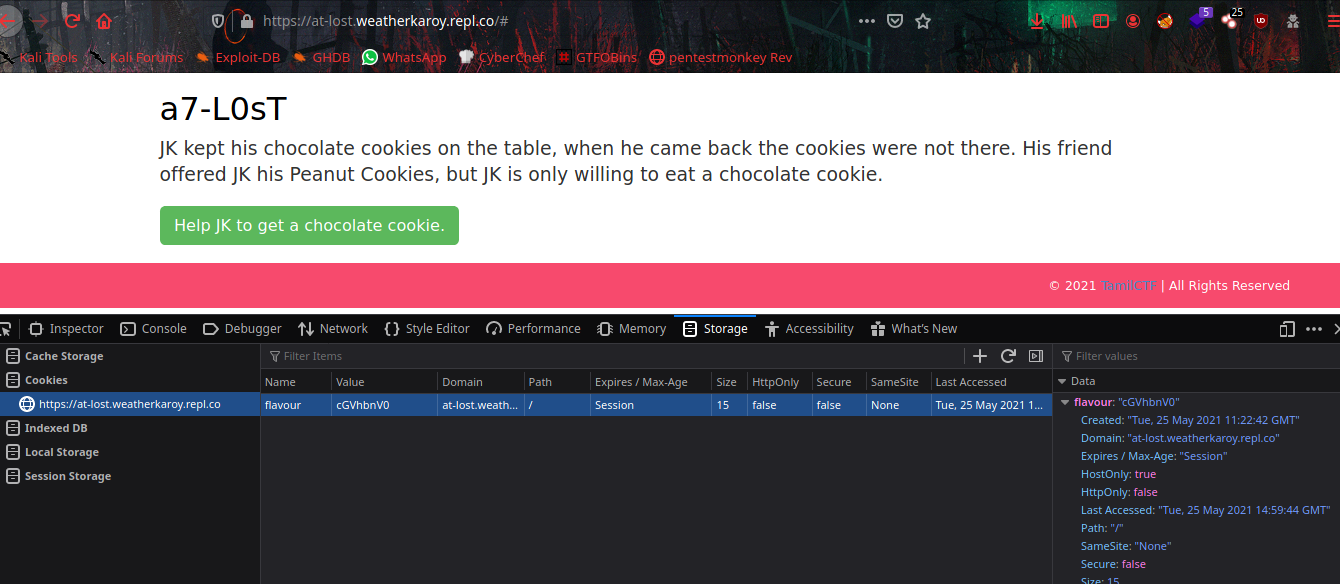 https://at-lost.weatherkaroy.repl.co/#
5
25
Kali Tools Kali Forums Exploit-DB GHDB WhatsApp CyberChef GTFOBins pentestmonkey Rev
a7-L0sT
JK kept his chocolate cookies on the table, when he came back the cookies were not there. His friend
offered JK his Peanut Cookies, but JK is only willing to eat a chocolate cookie.
Help JK to get a chocolate cookie.
© 2021 TamilCTF | All Rights Reserved
Inspector Console Debugger Network Style Editor Performance Memory Storage Accessibility What's New
Cache Storage
Cookies
https://at-lost.weatherkaroy.repl.co
Indexed DB
Local Storage
Session Storage
Filter Items
Name Value Domain Path Expires / Max-Age Size HttpOnly Secure SameSite Last Accessed
flavour cGVhbnV0 at-lost.weath... / Session 15 false false None Tue, 25 May 2021 1...
Filter values
Data
flavour: "cGVhbnV0"
Created: "Tue, 25 May 2021 11:22:42 GMT"
Domain: "at-lost.weatherkaroy.repl.co"
Expires / Max-Age: "Session"
HostOnly: true
HttpOnly: false
Last Accessed: "Tue, 25 May 2021 14:59:44 GMT"
Path: "/"
SameSite: "None"
Secure: false
Size: 15